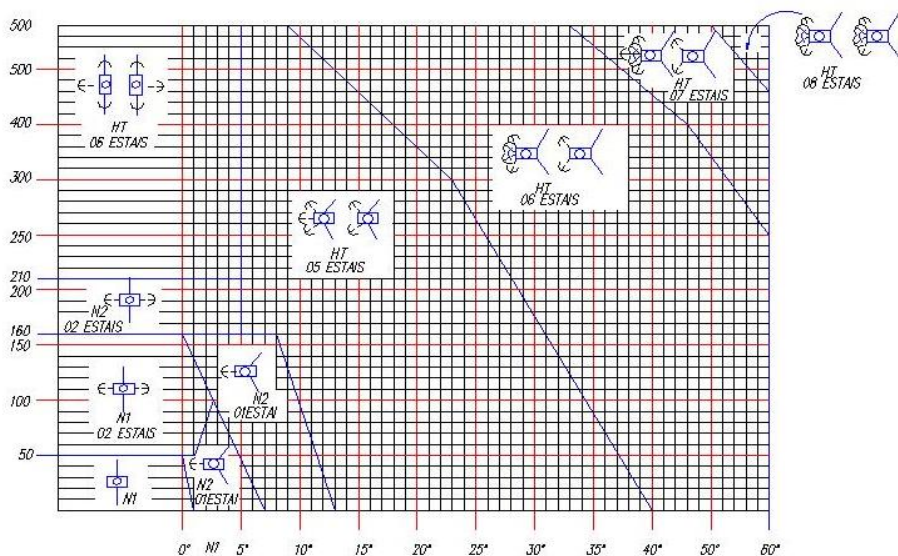 500
500
400
300
250
210
200
160
150
100
50
HT
06 ESTAIS
HT
07 ESTAIS
HT
08 ESTAIS
HT
06 ESTAIS
HT
05 ESTAIS
N2
02 ESTAIS
N2
01ESTAI
N1
02 ESTAIS
N2
01ESTAI
N1
0° N1 5° 10° 15° 20° 25° 30° 35° 40° 45° 50° 60°